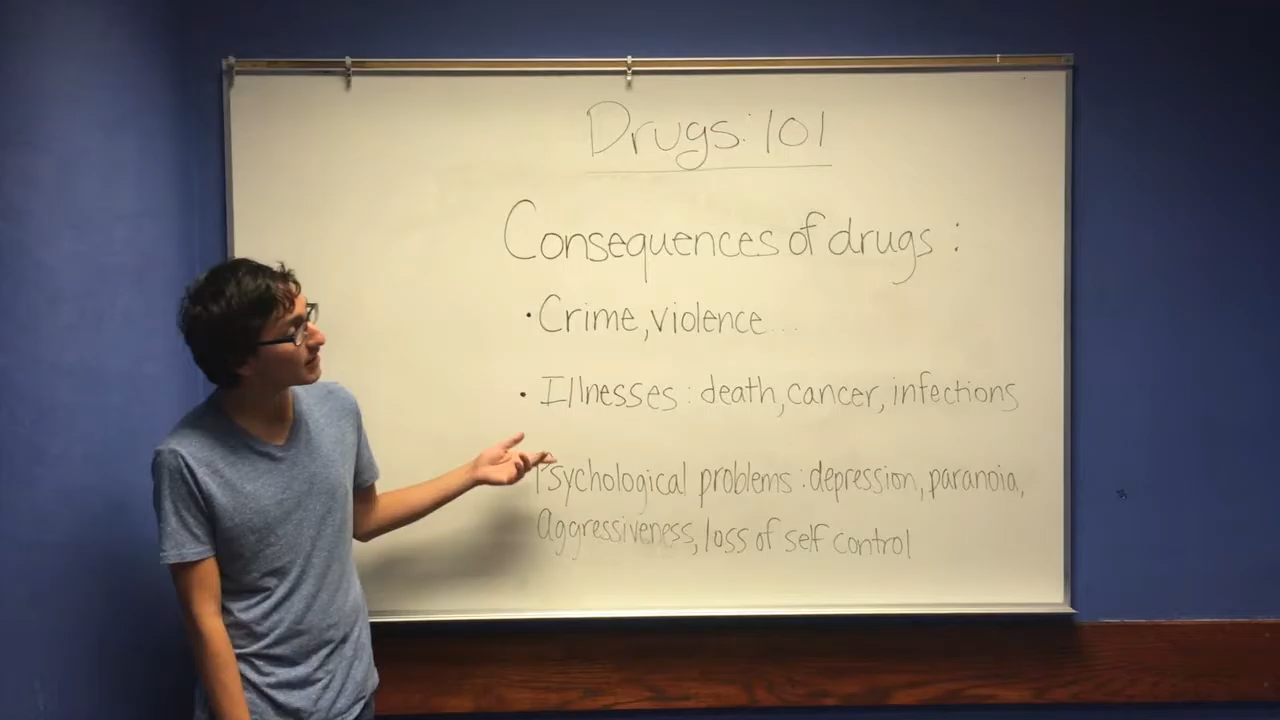 Drugs: 101
Consequences of drugs :
• Crime, violence...
• Illnesses : death, cancer, infections
Psychological problems : depression, paranoia,
aggressiveness, loss of self control